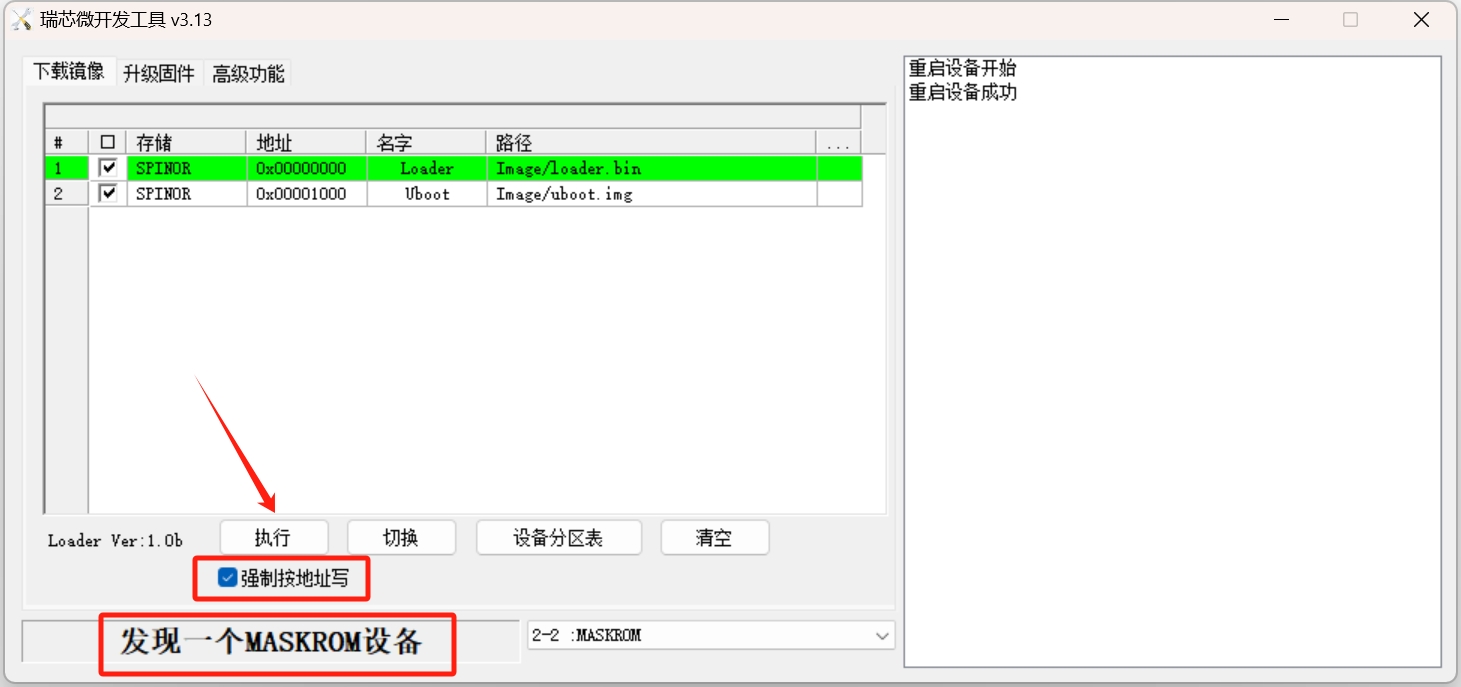 瑞芯微开发工具 v3.13
下载镜像 升级固件 高级功能
# 存储 地址 名字 路径 ...
1 SPINOR 0x00000000 Loader Image/loader.bin
2 SPINOR 0x00001000 Uboot Image/uboot.img
Loader Ver:1.0b 执行 切换 设备分区表 清空
强制按地址写
发现一个MASKROM设备 2-2 :MASKROM
重启设备开始
重启设备成功